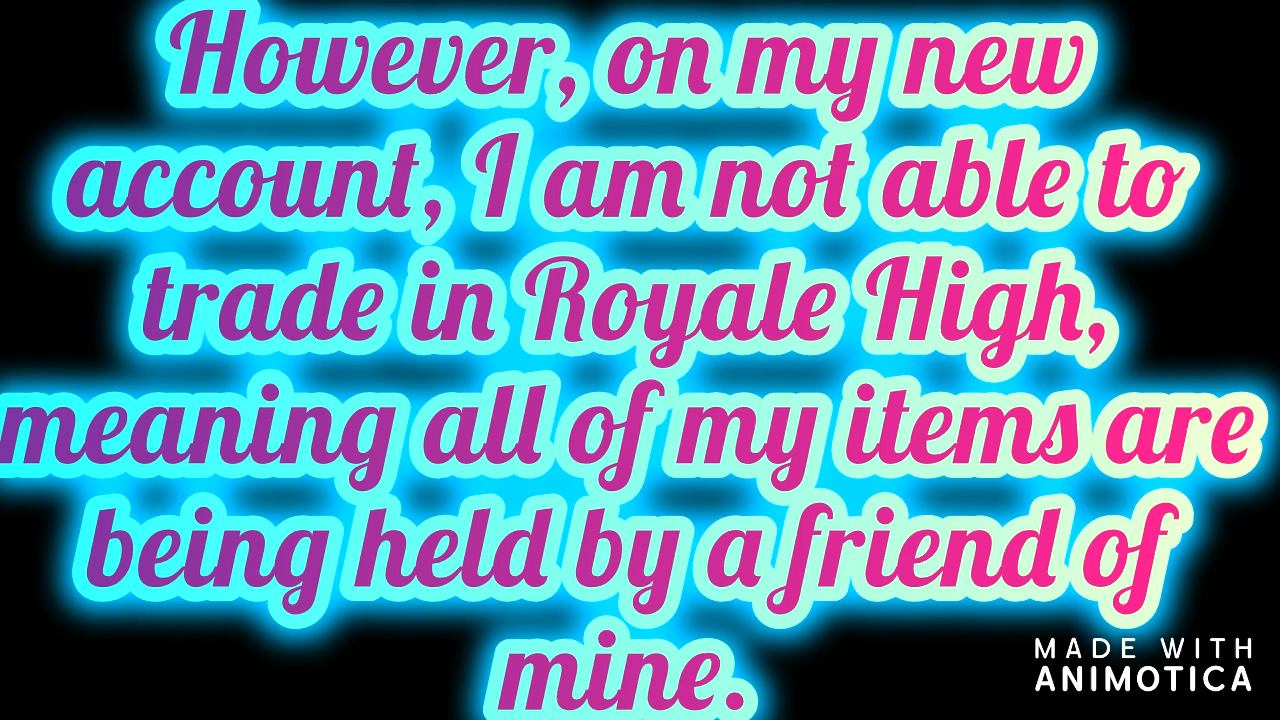 However, on my new
account, I am not able to
trade in Royale High,
meaning all of my items are
being held by a friend of
mine.
MADE WITH
ANIMOTICA